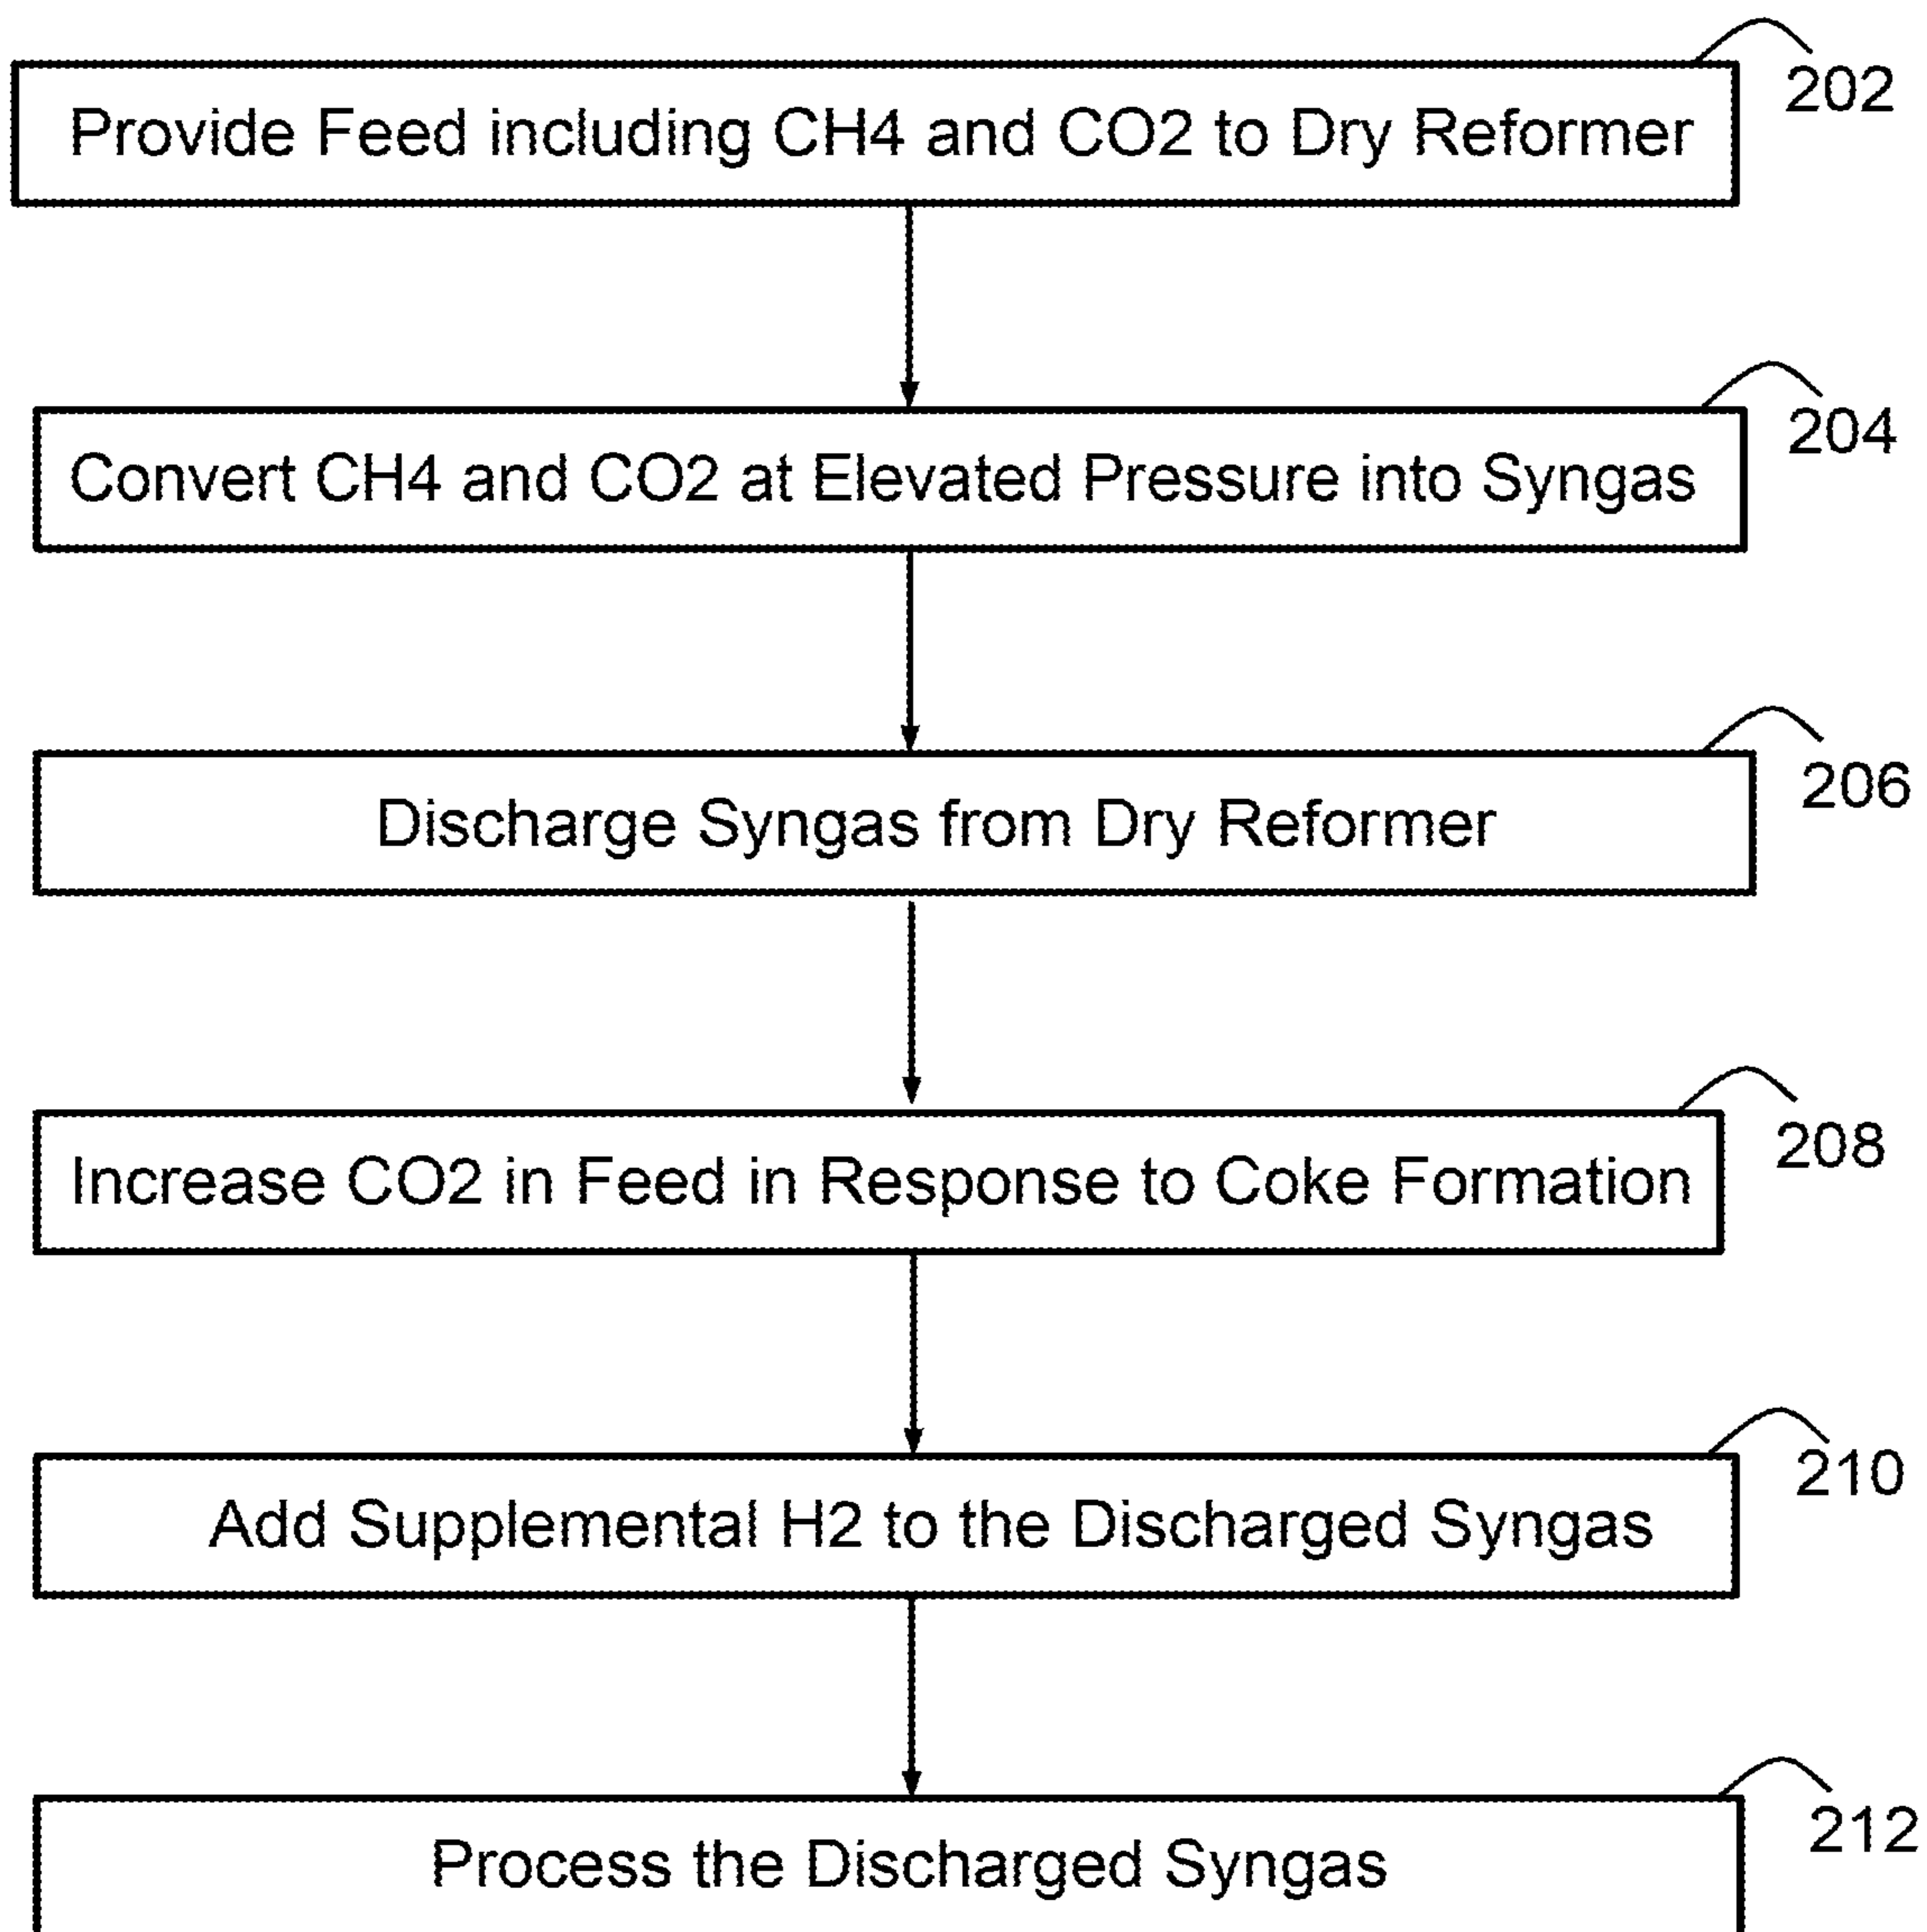 202
Provide Feed including CH4 and CO2 to Dry Reformer
204
Convert CH4 and CO2 at Elevated Pressure into Syngas
206
Discharge Syngas from Dry Reformer
208
Increase CO2 in Feed in Response to Coke Formation
210
Add Supplemental H2 to the Discharged Syngas
212
Process the Discharged Syngas